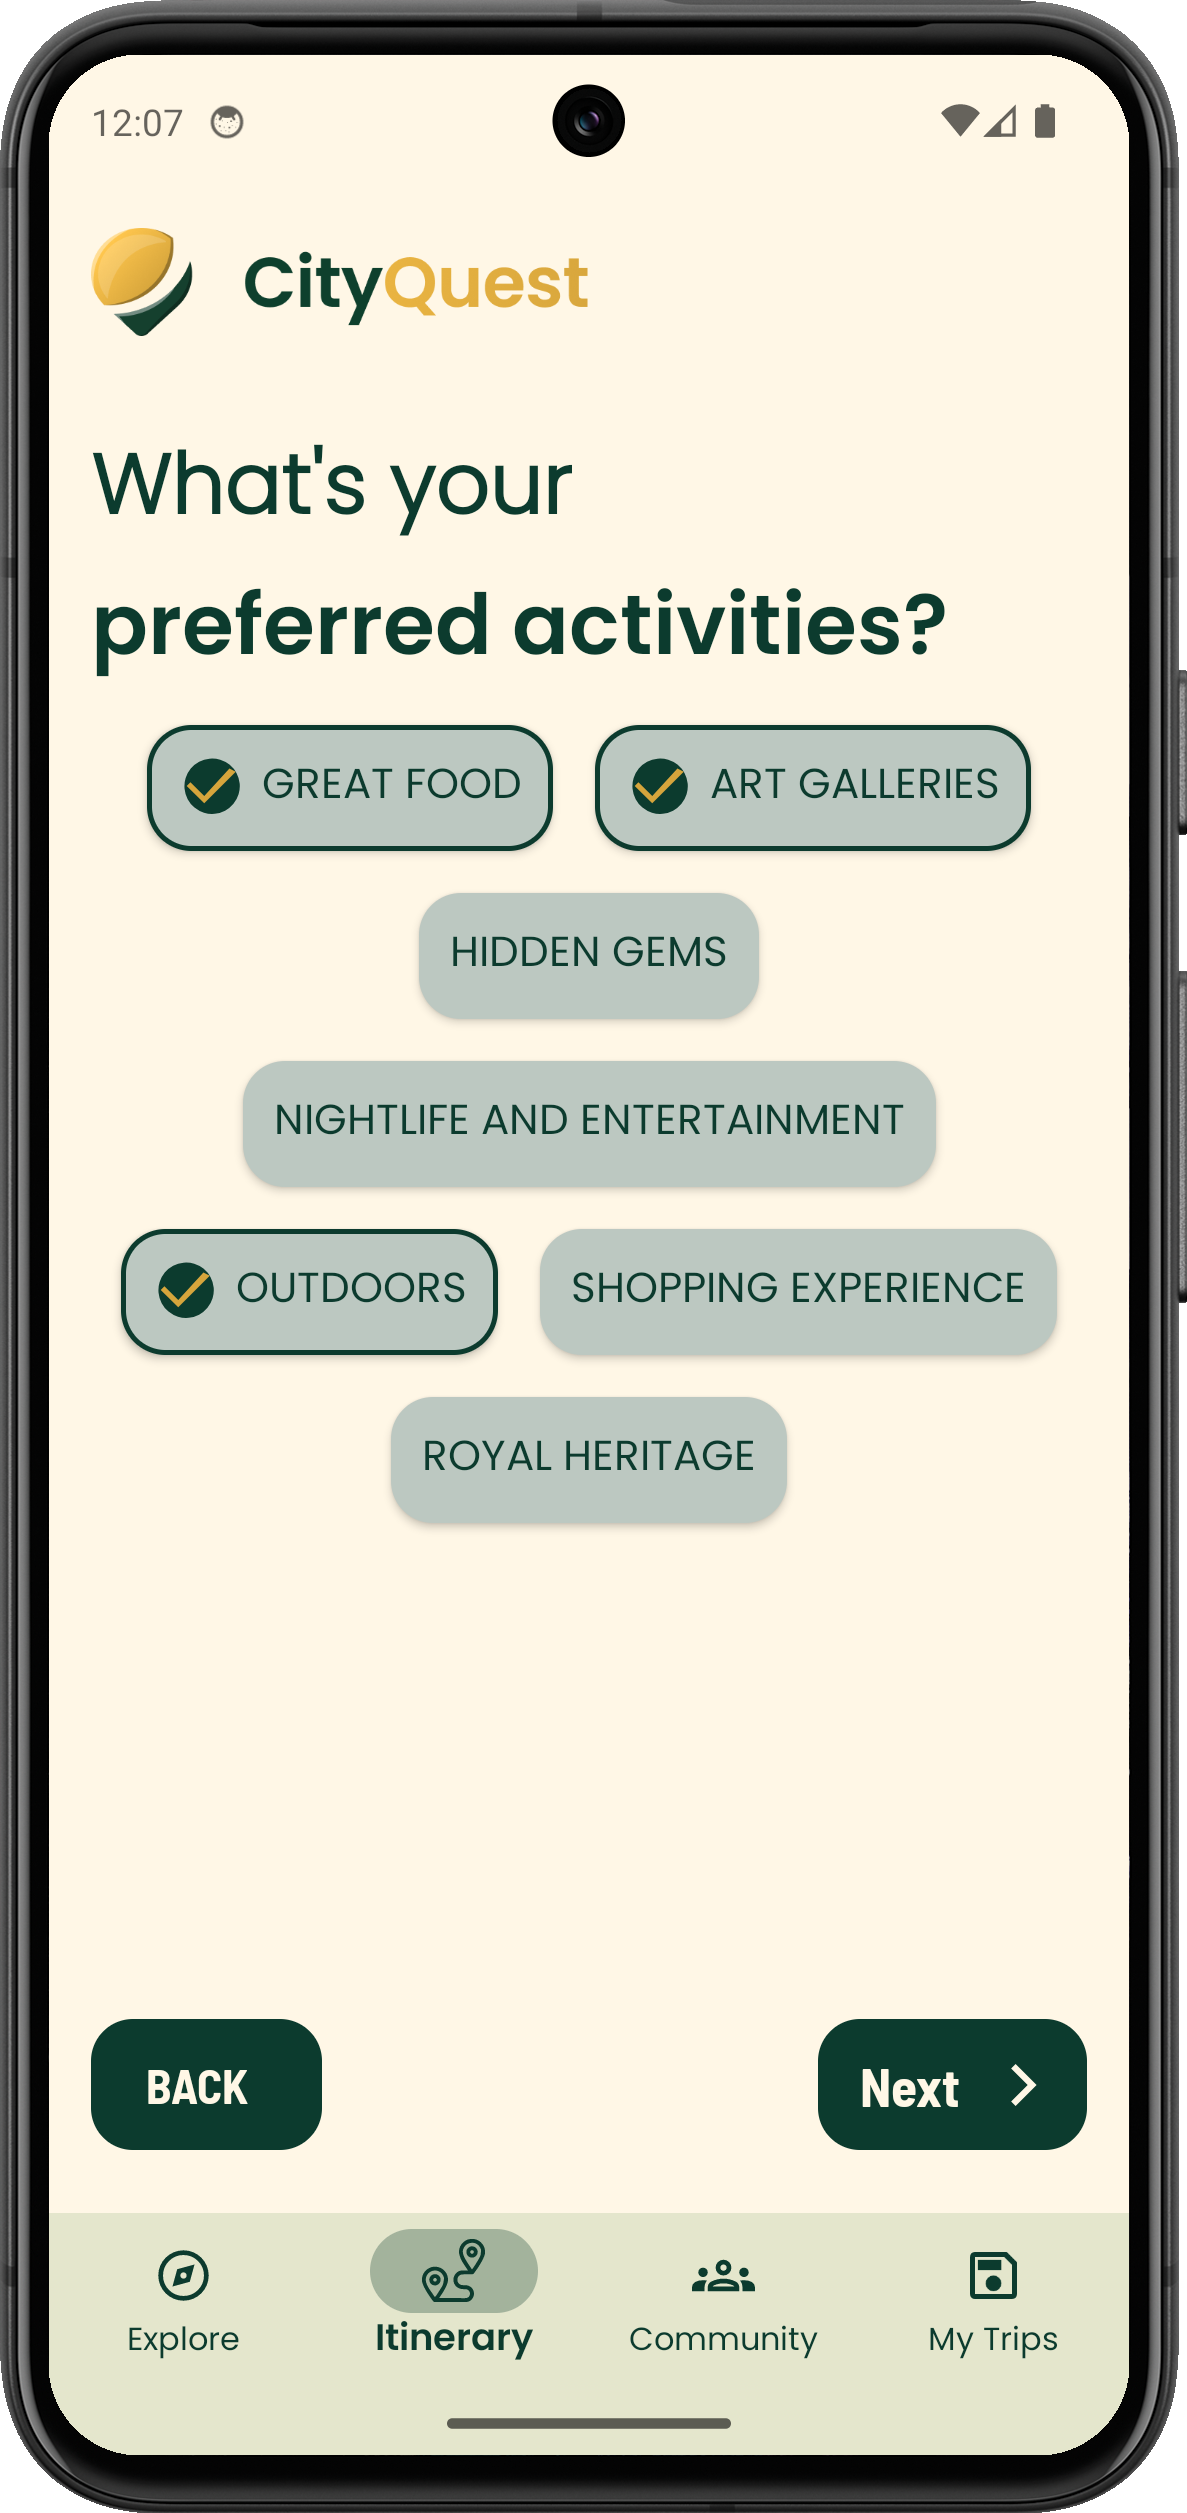 12:07
CityQuest
What's your
preferred activities?
GREAT FOOD ART GALLERIES
HIDDEN GEMS
NIGHTLIFE AND ENTERTAINMENT
OUTDOORS SHOPPING EXPERIENCE
ROYAL HERITAGE
BACK Next
Explore Itinerary Community My Trips